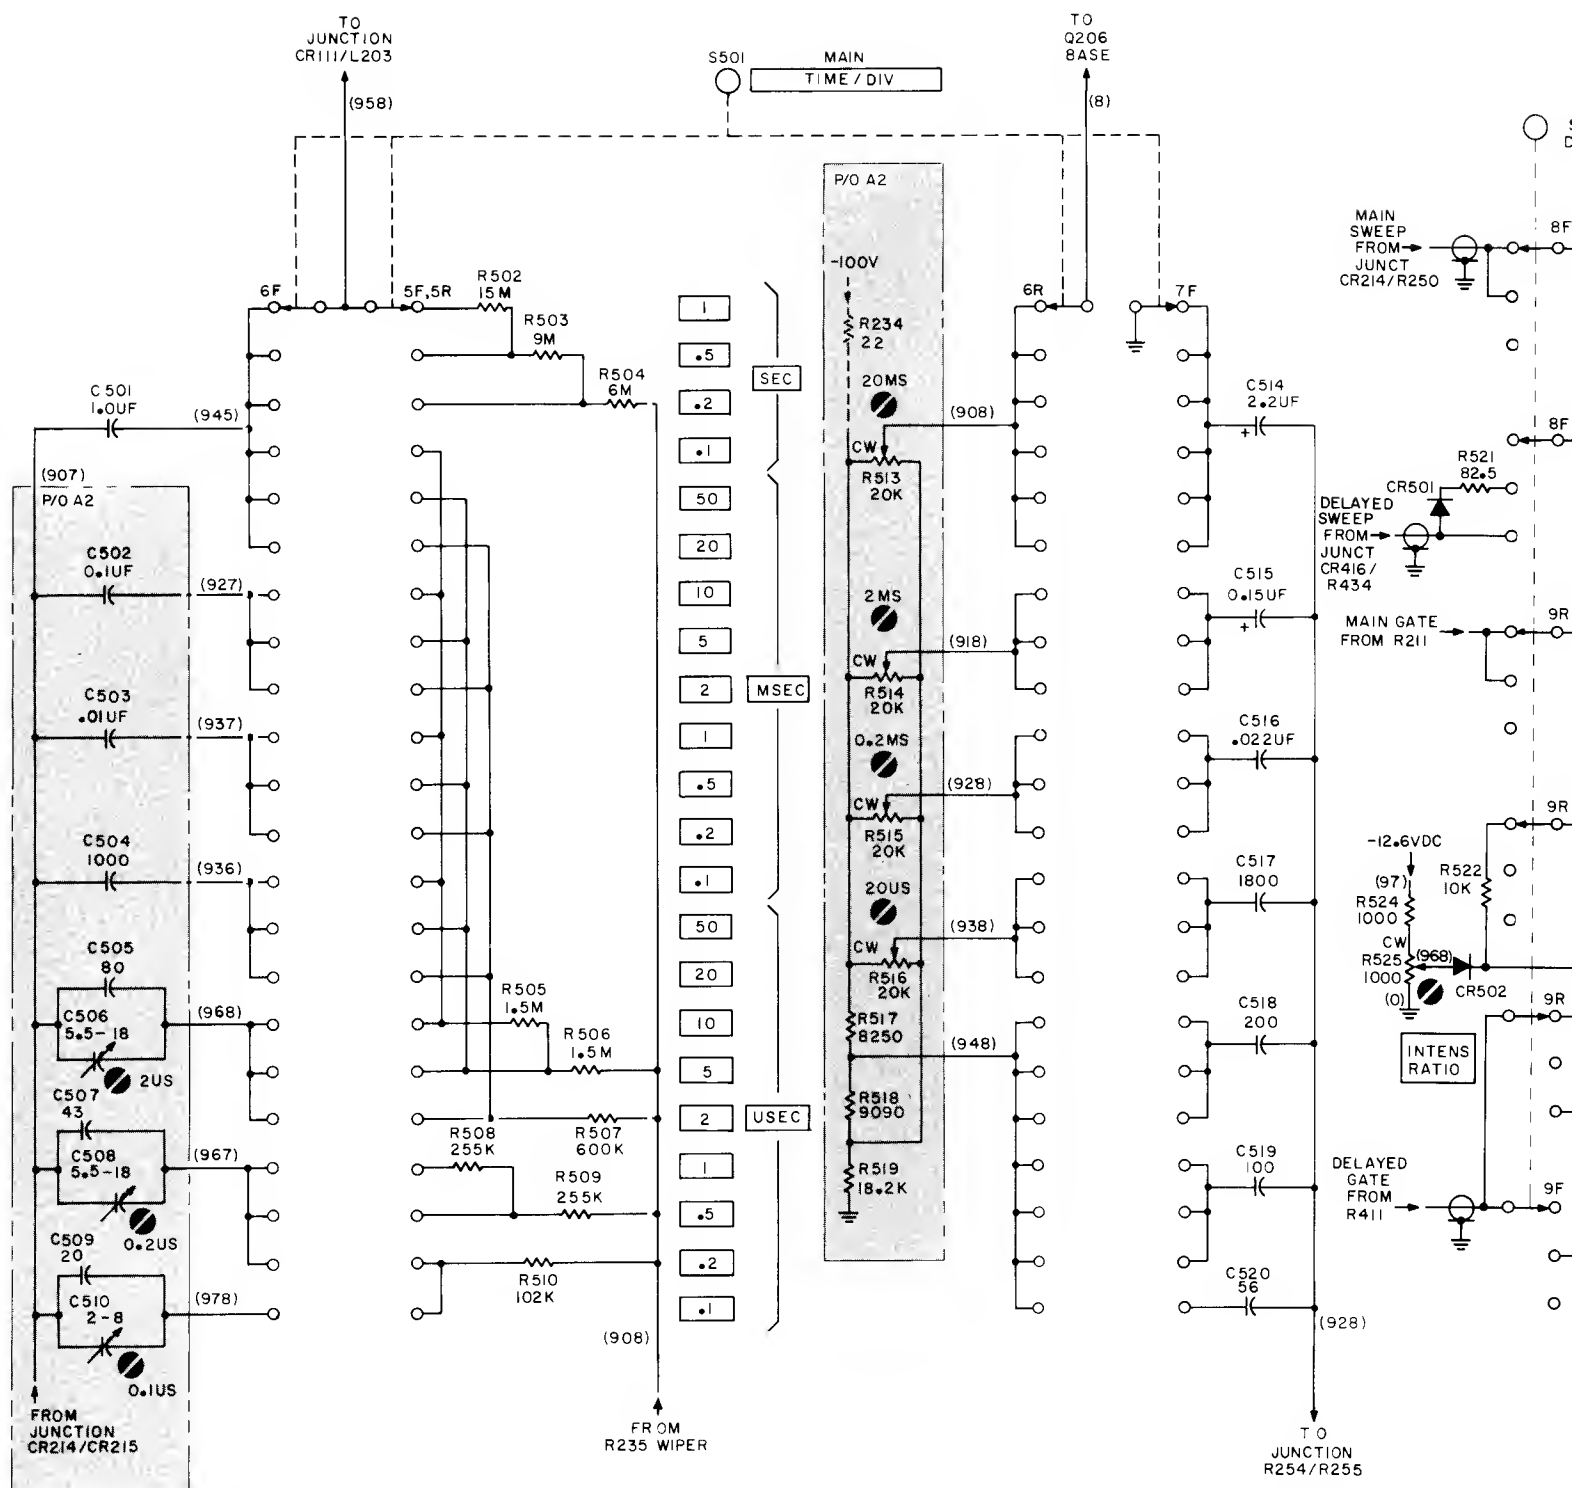 TO
JUNCTION
CR111/L203
(958)
S501
MAIN
TIME/DIV
TO
Q206
BASE
(8)
P/O A2
-100V
R234
22
20MS
(908)
CW
R513
20K
2MS
(918)
CW
R514
20K
0.2MS
(928)
CW
R515
20K
20US
(938)
CW
R516
20K
R517
8250
(948)
R518
9090
R519
18.2K
6F
5F,5R
R502
15M
R503
9M
R504
6M
C501
1.0UF
(945)
(907)
P/O A2
C502
0.1UF
(927)
C503
.01UF
(937)
C504
1000
(936)
C505
80
C506
5.5-18
(968)
2US
C507
43
C508
5.5-18
(967)
0.2US
C509
20
C510
2-8
(978)
0.1US
FROM
JUNCTION
CR214/CR215
R505
1.5M
R506
1.5M
R507
600K
R508
255K
R509
255K
R510
102K
(908)
FROM
R235 WIPER
1
.5
.2
.1
50
20
10
5
2
1
.5
.2
.1
50
20
10
5
2
1
.5
.2
.1
SEC
MSEC
USEC
6R
7F
C514
2.2UF
+
C515
0.15UF
+
C516
.022UF
C517
1800
C518
200
C519
100
C520
56
(928)
TO
JUNCTION
R254/R255
S
D
MAIN
SWEEP
FROM
JUNCT
CR214/R250
8F
8F
R521
82.5
CR501
DELAYED
SWEEP
FROM
JUNCT
CR416/
R434
MAIN GATE
FROM R211
9R
9R
-12.6VDC
(97)
R524
1000
R522
10K
CW
R525
1000
(968)
(0)
CR502
9R
INTENS
RATIO
DELAYED
GATE
FROM
R411
9F